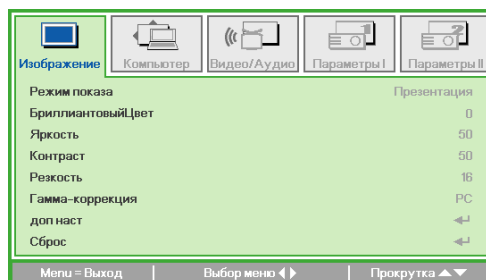 Изображение Компьютер Видео/Аудио Параметры I Параметры II
Режим показа Презентация
БриллиантовыйЦвет 0
Яркость 50
Контраст 50
Резкость 16
Гамма-коррекция PC
доп наст
Сброс
Menu = Выход Выбор меню Прокрутка